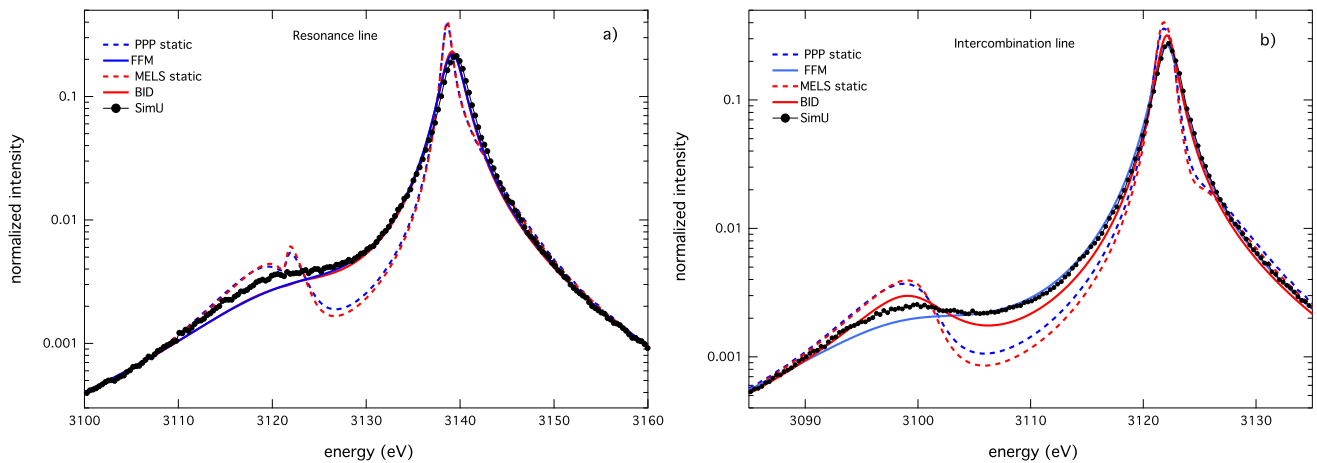 Resonance line
a)
PPP static
FFM
MELS static
BID
SimU
0.1
0.01
0.001
normalized intensity
3100 3110 3120 3130 3140 3150 3160
energy (eV)
Intercombination line
b)
PPP static
FFM
MELS static
BID
SimU
0.1
0.01
0.001
normalized intensity
3090 3100 3110 3120 3130
energy (eV)